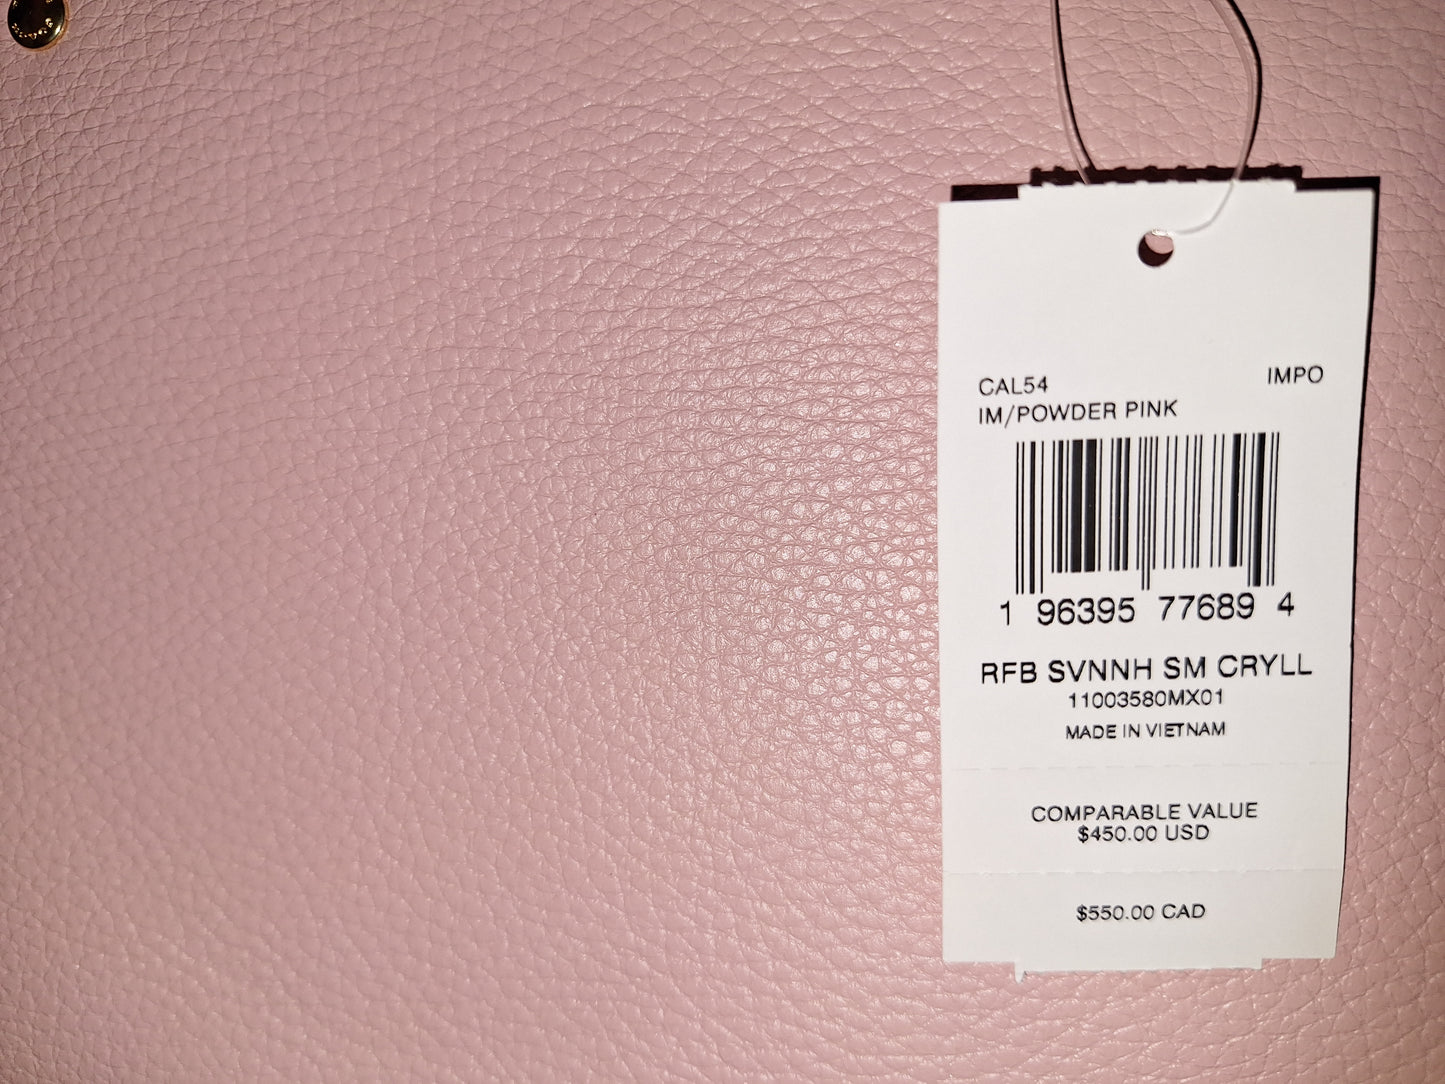 CAL54 IMPO
IM/POWDER PINK
1 96395 77689 4
RFB SVNNH SM CRYLL
11003580MX01
MADE IN VIETNAM
COMPARABLE VALUE
$450.00 USD
$550.00 CAD